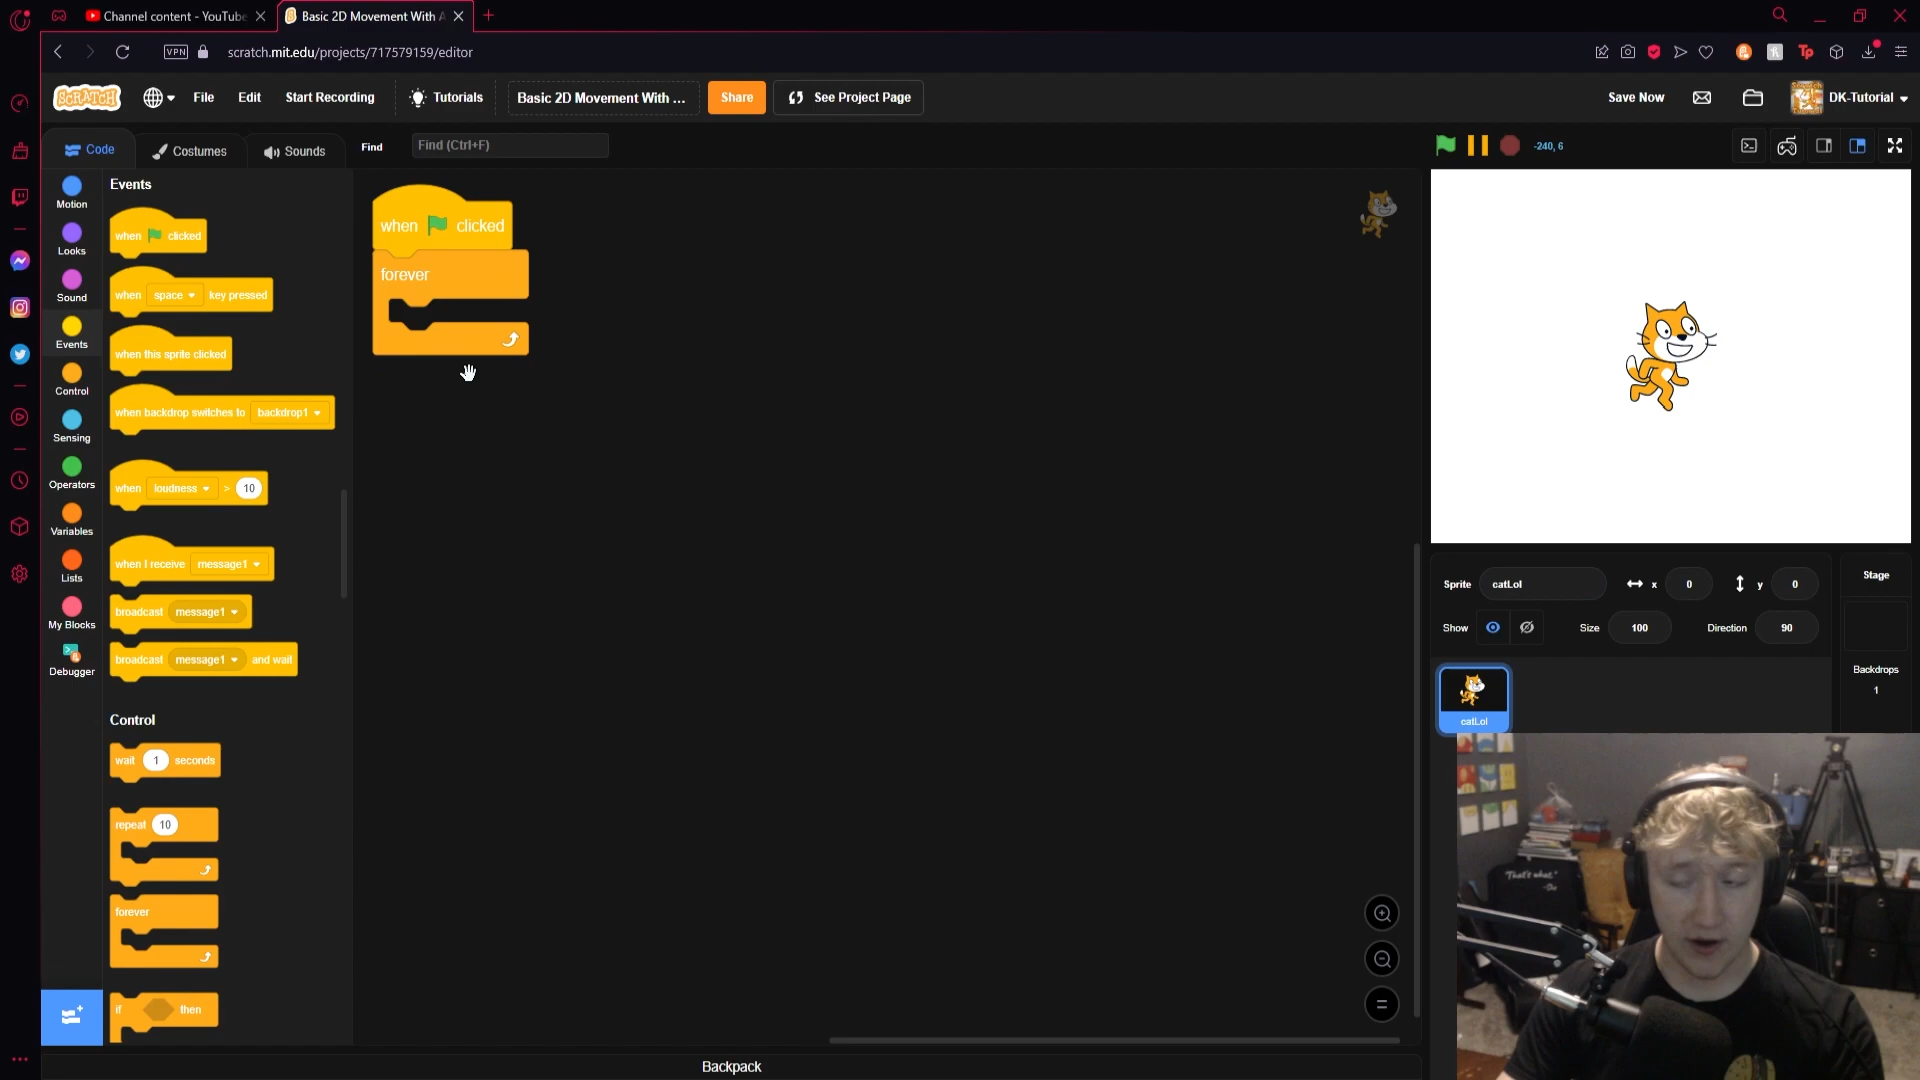 Channel content - YouTube
Basic 2D Movement With A
VPN
scratch.mit.edu/projects/717579159/editor
Tp
SCRATCH
File
Edit
Start Recording
Tutorials
Basic 2D Movement With ...
Share
See Project Page
Save Now
DK-Tutorial
Code
Costumes
Sounds
Find
Find (Ctrl+F)
-240, 6
Motion
Looks
Sound
Events
Control
Sensing
Operators
Variables
Lists
My Blocks
Debugger
Events
when clicked
when space key pressed
when this sprite clicked
when backdrop switches to backdrop1
when loudness > 10
when I receive message1
broadcast message1
broadcast message1 and wait
Control
wait 1 seconds
repeat 10
forever
if then
when clicked
forever
Sprite catLol x 0 y 0
Show Size 100 Direction 90
catLol
Stage
Backdrops
1
Backpack
"That's what."